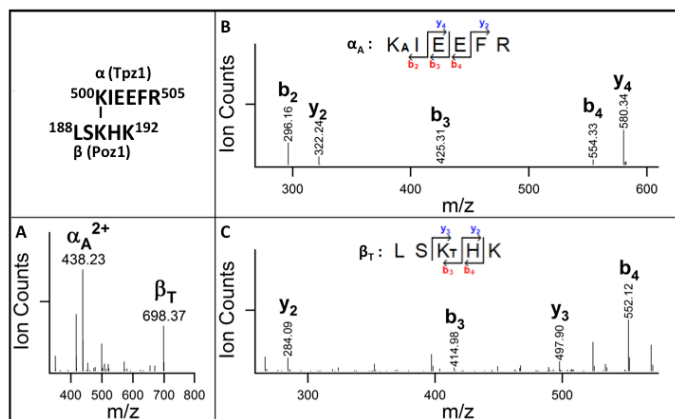 α (Tpz1)
500KIEEFR505
188LSKHK192
β (Poz1)
B
αA: KA I E E F R
y4 y2
b2 b3 b4
Ion Counts
b2 296.16
y2 322.24
b3 425.31
b4 554.33
y4 580.34
300 400 500 600
m/z
A
αA2+
438.23
βT
698.37
Ion Counts
400 500 600 700 800
m/z
C
βT: L S KT H K
y3 y2
b3 b4
Ion Counts
y2 284.09
b3 414.98
y3 497.90
b4 552.12
300 400 500
m/z